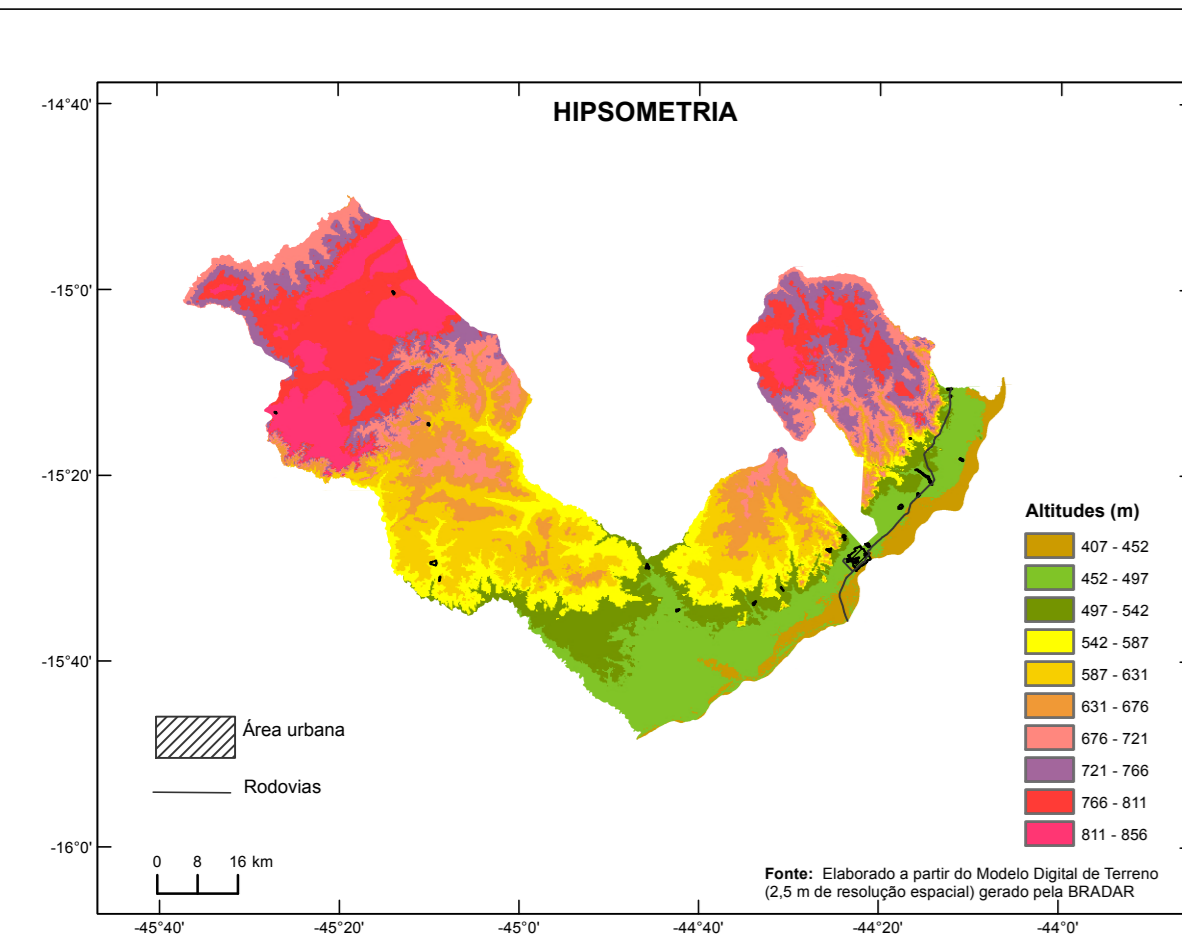 HIPSOMETRIA
-14°40'
-15°0'
-15°20'
-15°40'
-16°0'
Altitudes (m)
407 - 452
452 - 497
497 - 542
542 - 587
587 - 631
631 - 676
676 - 721
721 - 766
766 - 811
811 - 856
Área urbana
Rodovias
0 8 16 km
Fonte: Elaborado a partir do Modelo Digital de Terreno
(2,5 m de resolução espacial) gerado pela BRADAR
-45°40' -45°20' -45°0' -44°40' -44°20' -44°0'